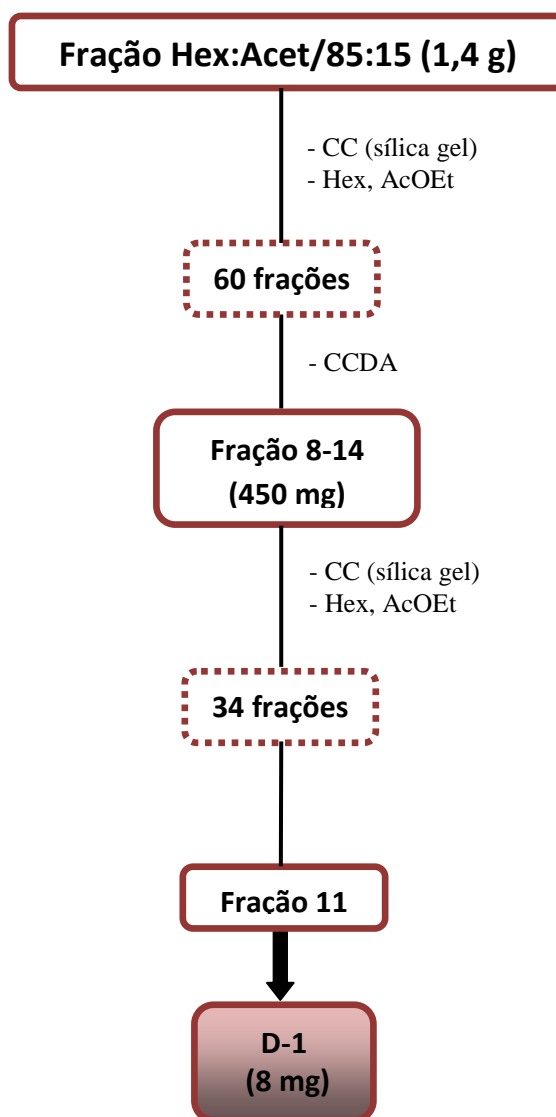 Fração Hex:Acet/85:15 (1,4 g)
- CC (sílica gel)
- Hex, AcOEt
60 frações
- CCDA
Fração 8-14
(450 mg)
- CC (sílica gel)
- Hex, AcOEt
34 frações
Fração 11
D-1
(8 mg)